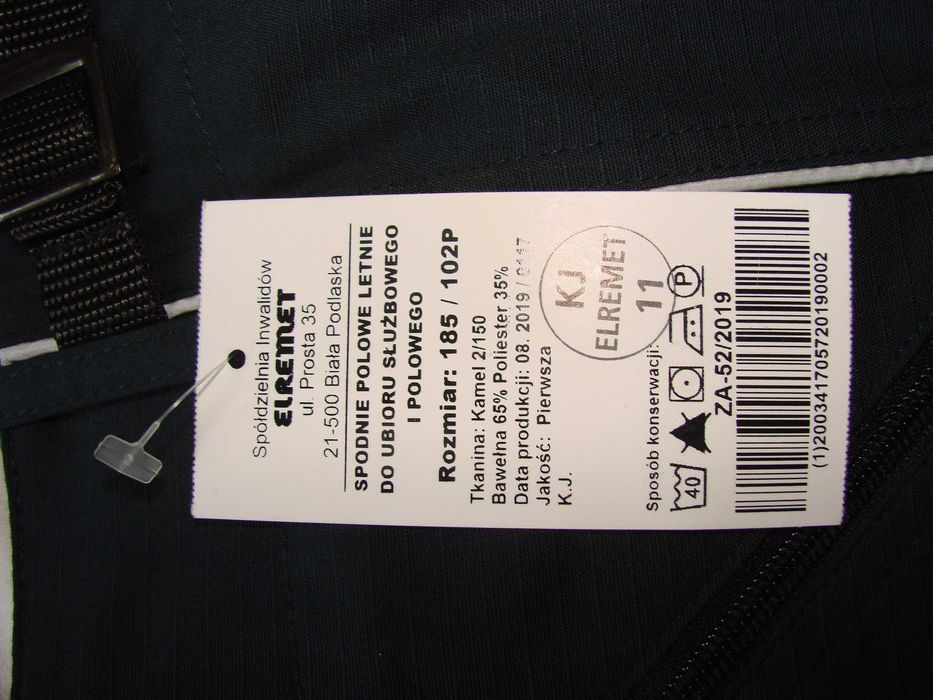 Spółdzielnia Inwalidów
ELREMET
ul. Prosta 35
21-500 Biała Podlaska
SPODNIE POLOWE LETNIE
DO UBIORU SŁUŻBOWEGO
I POLOWEGO
Rozmiar: 185 / 102P
Tkanina: Kamel 2/150
Bawełna 65% Poliester 35%
Data produkcji: 08. 2019 /
Jakość: Pierwsza
K.J.
KJ
ELREMET
11
Sposób konserwacji:
40
P
ZA-52/2019
(1)200341705720190002